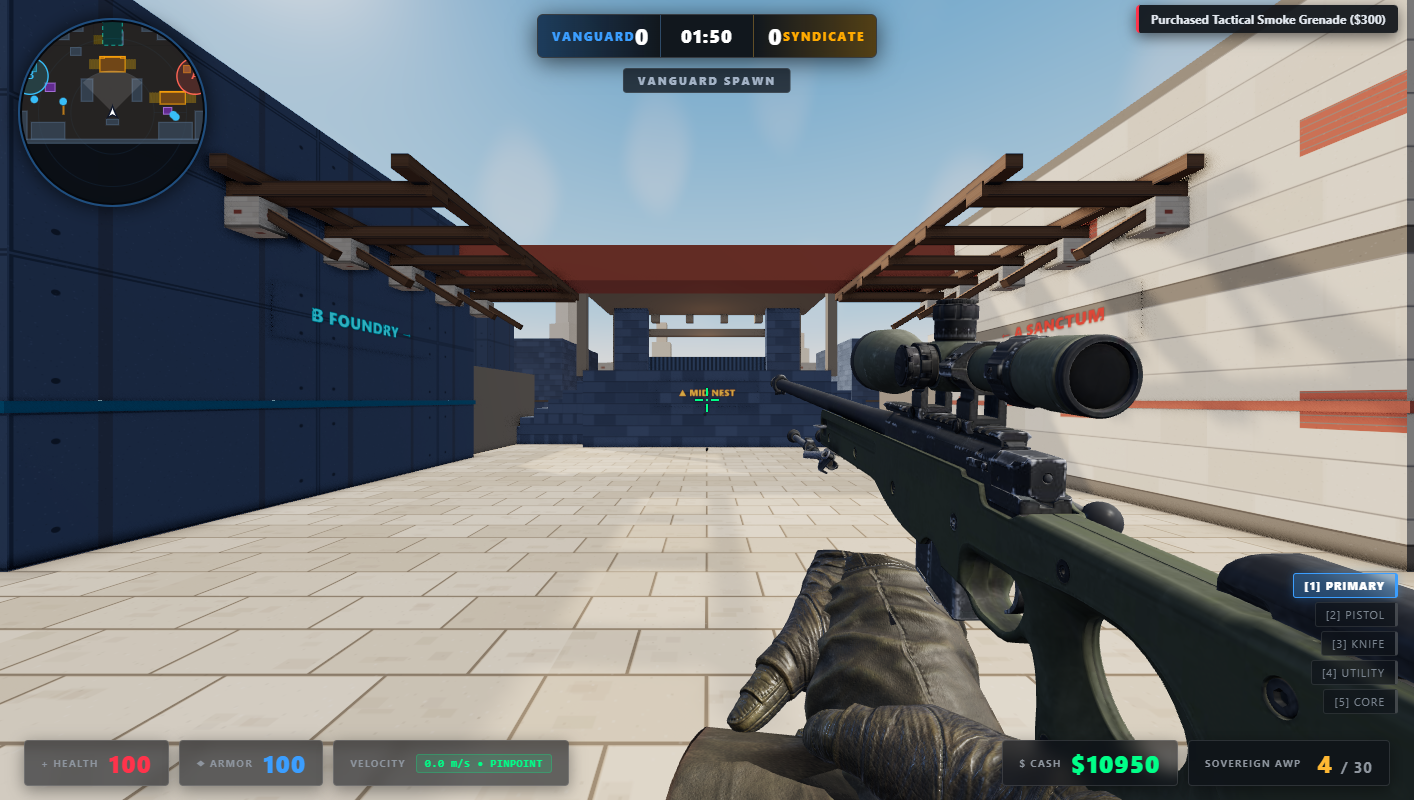 Purchased Tactical Smoke Grenade ($300)
VANGUARD 0 01:50 0 SYNDICATE
VANGUARD SPAWN
B
A
B FOUNDRY →
A SANCTUM
▲ MID NEST
[1] PRIMARY
[2] PISTOL
[3] KNIFE
[4] UTILITY
[5] CORE
+ HEALTH 100
◆ ARMOR 100
VELOCITY 0.0 m/s • PINPOINT
$ CASH $10950
SOVEREIGN AWP 4 / 30